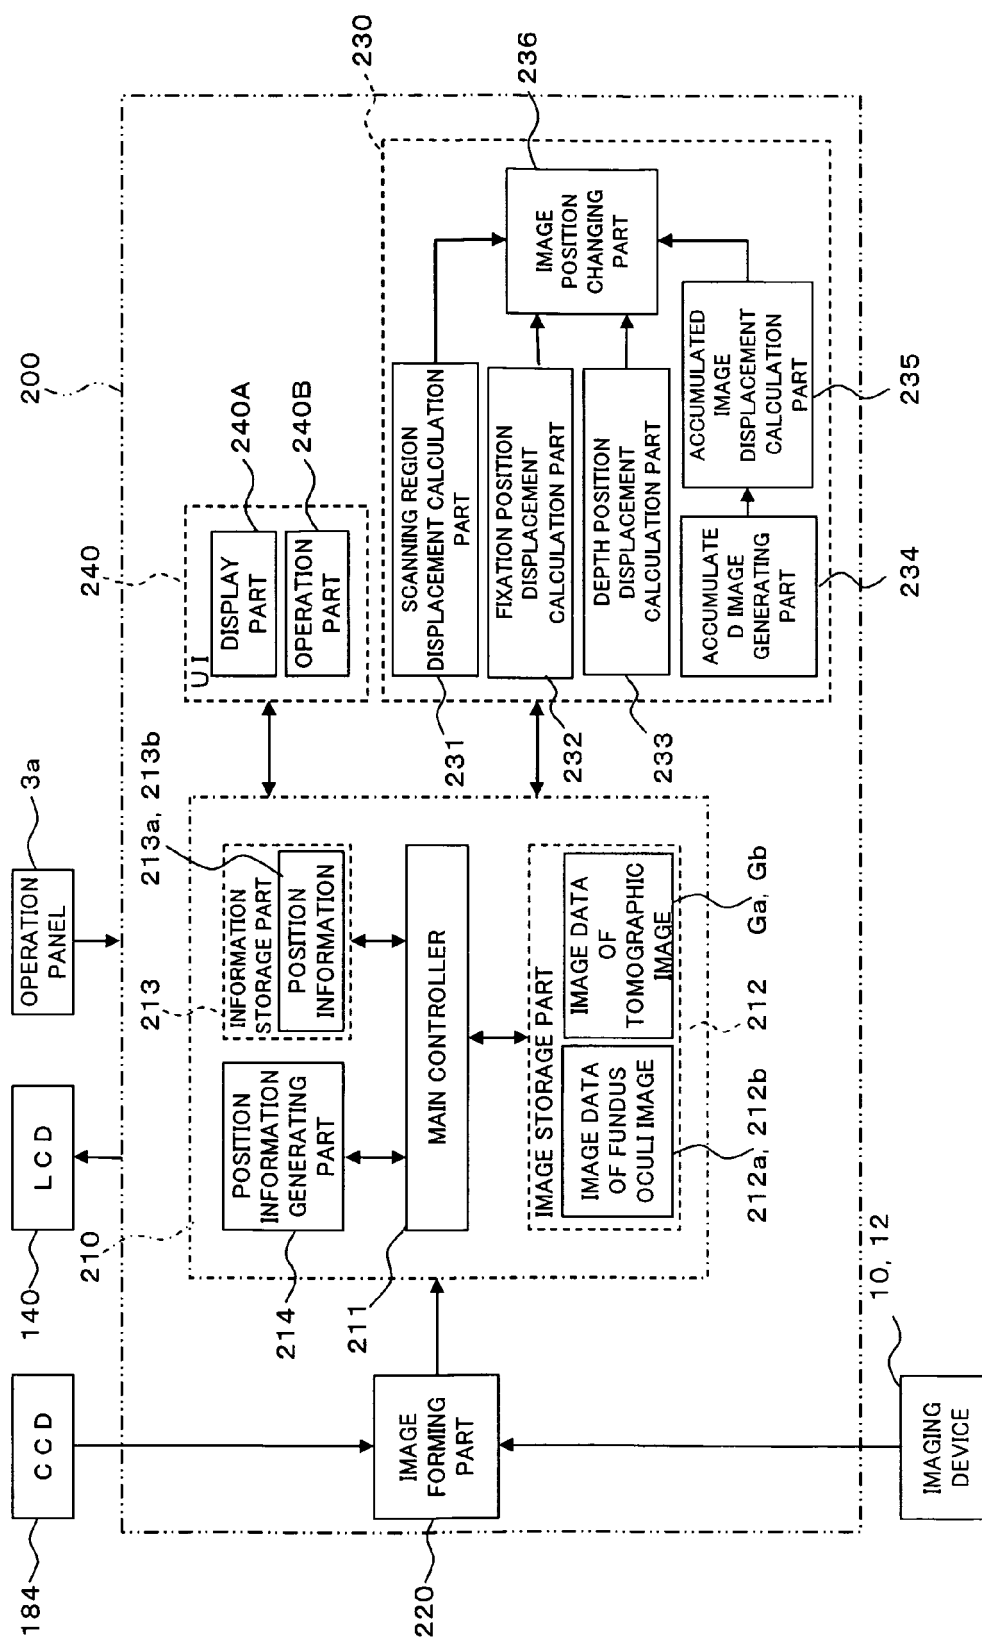 184
CCD
140
LCD
OPERATION
PANEL
3a
200
210
220
IMAGE
FORMING
PART
10, 12
IMAGING
DEVICE
214
POSITION
INFORMATION
GENERATING
PART
213
INFORMATION
STORAGE PART
POSITION
INFORMATION
213a, 213b
211
MAIN CONTROLLER
IMAGE STORAGE PART
IMAGE DATA
OF FUNDUS
OCULI IMAGE
IMAGE DATA
OF
TOMOGRAPHIC
IMAGE
212a, 212b
212
Ga, Gb
240
UI
DISPLAY
PART
240A
OPERATION
PART
240B
230
231
SCANNING REGION
DISPLACEMENT CALCULATION
PART
232
FIXATION POSITION
DISPLACEMENT
CALCULATION PART
233
DEPTH POSITION
DISPLACEMENT
CALCULATION PART
ACCUMULATE
D IMAGE
GENERATING
PART
234
ACCUMULATED
IMAGE
DISPLACEMENT
CALCULATION
PART
235
IMAGE
POSITION
CHANGING
PART
236